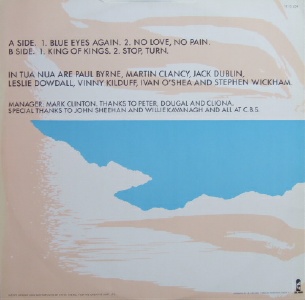 A SIDE. 1. BLUE EYES AGAIN. 2. NO LOVE, NO PAIN.
B SIDE. 1. KING OF KINGS. 2. STOP, TURN.
IN TUA NUA ARE PAUL BYRNE, MARTIN CLANCY, JACK DUBLIN,
LESLIE DOWDALL, VINNY KILDUFF, IVAN O'SHEA AND STEPHEN WICKHAM.
MANAGER, MARK CLINTON, THANKS TO PETER, DOUGAL AND CLIONA.
SPECIAL THANKS TO JOHN SHEEHAN AND WILLIE KAVANAGH AND ALL AT C.B.S.